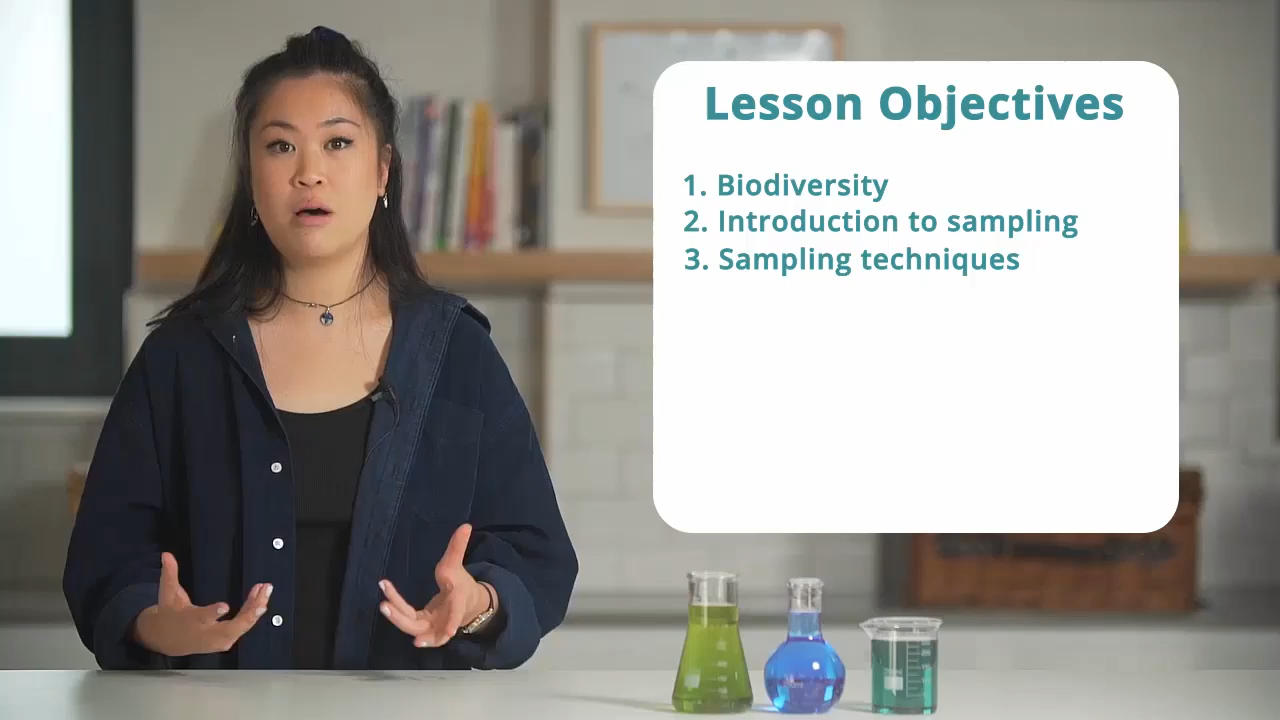 Lesson Objectives
1. Biodiversity
2. Introduction to sampling
3. Sampling techniques